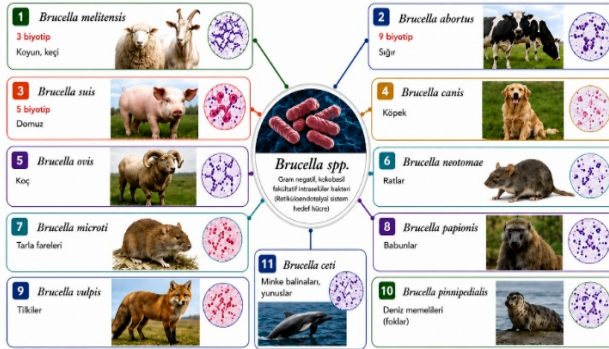 1 Brucella melitensis
3 biyotip
Koyun, keçi
2 Brucella abortus
9 biyotip
Sığır
3 Brucella suis
5 biyotip
Domuz
4 Brucella canis
Köpek
5 Brucella ovis
Koç
Brucella spp.
Gram negatif, kokobasil
fakültatif intraselüler bakteri
(Retiküloendotelyal sistem
hedef hücre)
6 Brucella neotomae
Ratlar
7 Brucella microti
Tarla fareleri
8 Brucella papionis
Babunlar
9 Brucella vulpis
Tilkiler
11 Brucella ceti
Minke balinaları,
yunuslar
10 Brucella pinnipedialis
Deniz memelileri
(foklar)